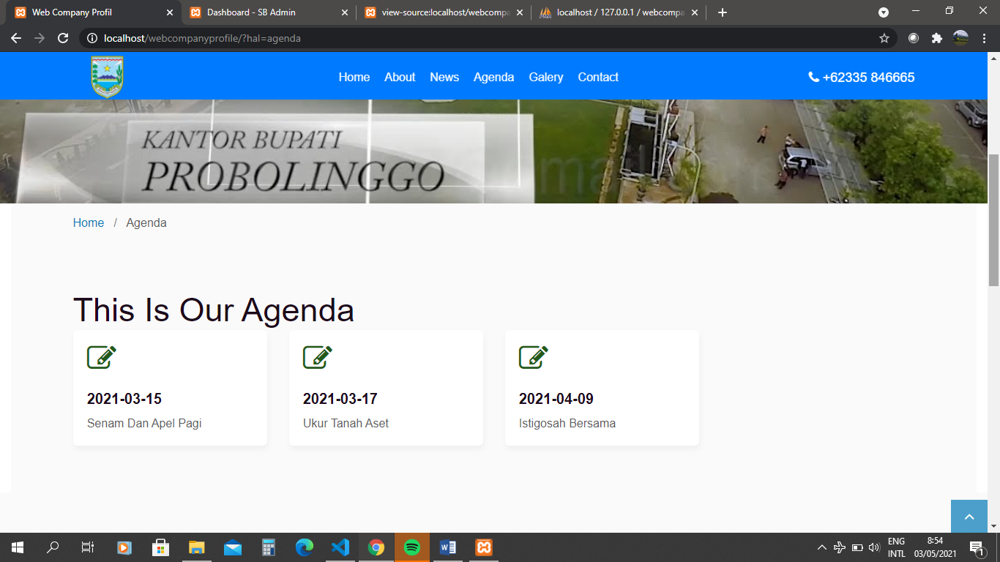 Web Company Profil
Dashboard - SB Admin
view-source:localhost/webcompa
localhost / 127.0.0.1 / webcompa
localhost/webcompanyprofile/?hal=agenda
Home About News Agenda Galery Contact
+62335 846665
KANTOR BUPATI
PROBOLINGGO
Home / Agenda
This Is Our Agenda
2021-03-15
Senam Dan Apel Pagi
2021-03-17
Ukur Tanah Aset
2021-04-09
Istigosah Bersama
ENG
INTL
8:54
03/05/2021
1